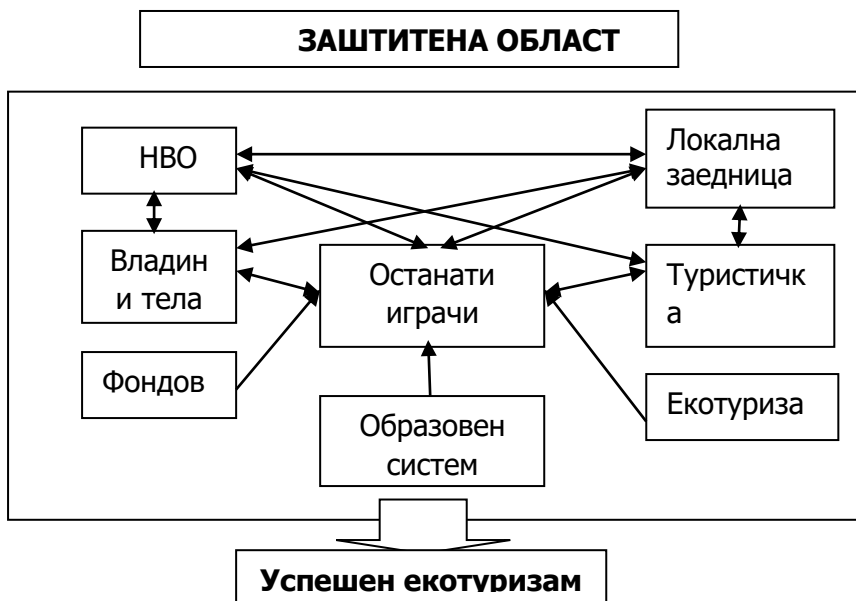 ЗАШТИТЕНА ОБЛАСТ
НВО
Локална
заедница
Владин
и тела
Останати
играчи
Туристичк
а
Фондов
Екотуриза
Образовен
систем
Успешен екотуризам